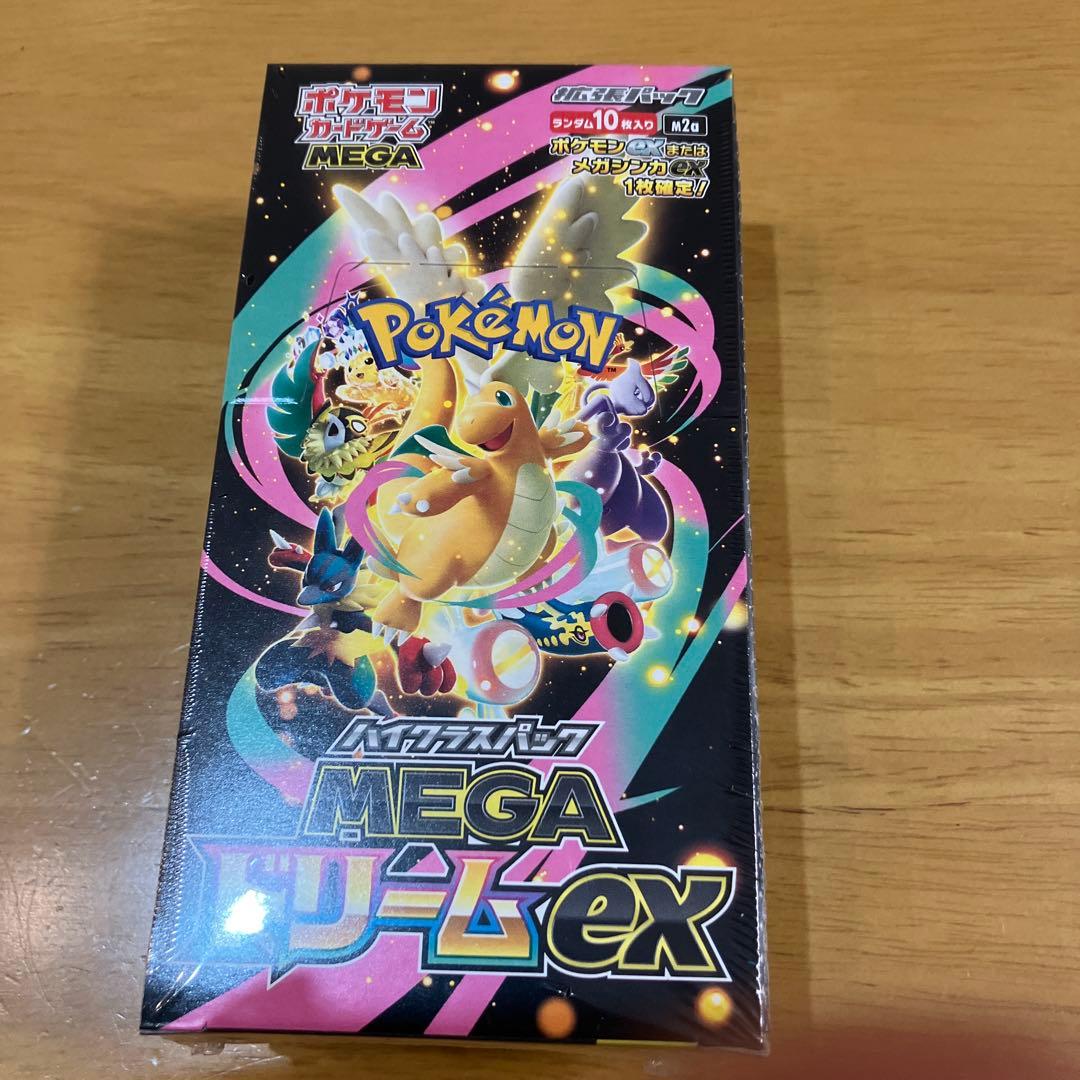 ポケモン
カードゲーム
MEGA
拡張パック
ランダム10枚入り M2a
ポケモンexまたは
メガシンカex
1枚確定!
POKéMON
TM
ハイクラスパック
MEGA
ドリームex